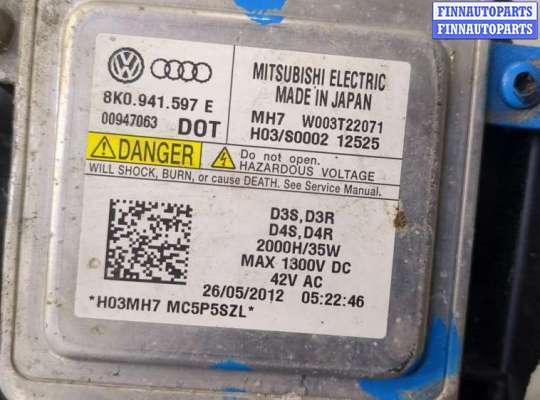 FINNAUTOPARTS
FINNAUTOPARTS
MITSUBISHI ELECTRIC
MADE IN JAPAN
8K0.941.597 E
00947063 DOT
MH7 W003T22071
H03/S0002 12525
DANGER
Do not open.
HAZARDOUS VOLTAGE
WILL SHOCK, BURN, or cause DEATH. See Service Manual.
D3S,D3R
D4S,D4R
2000H/35W
MAX 1300V DC
42V AC
26/05/2012 05:22:46
*H03MH7 MC5P5SZL*